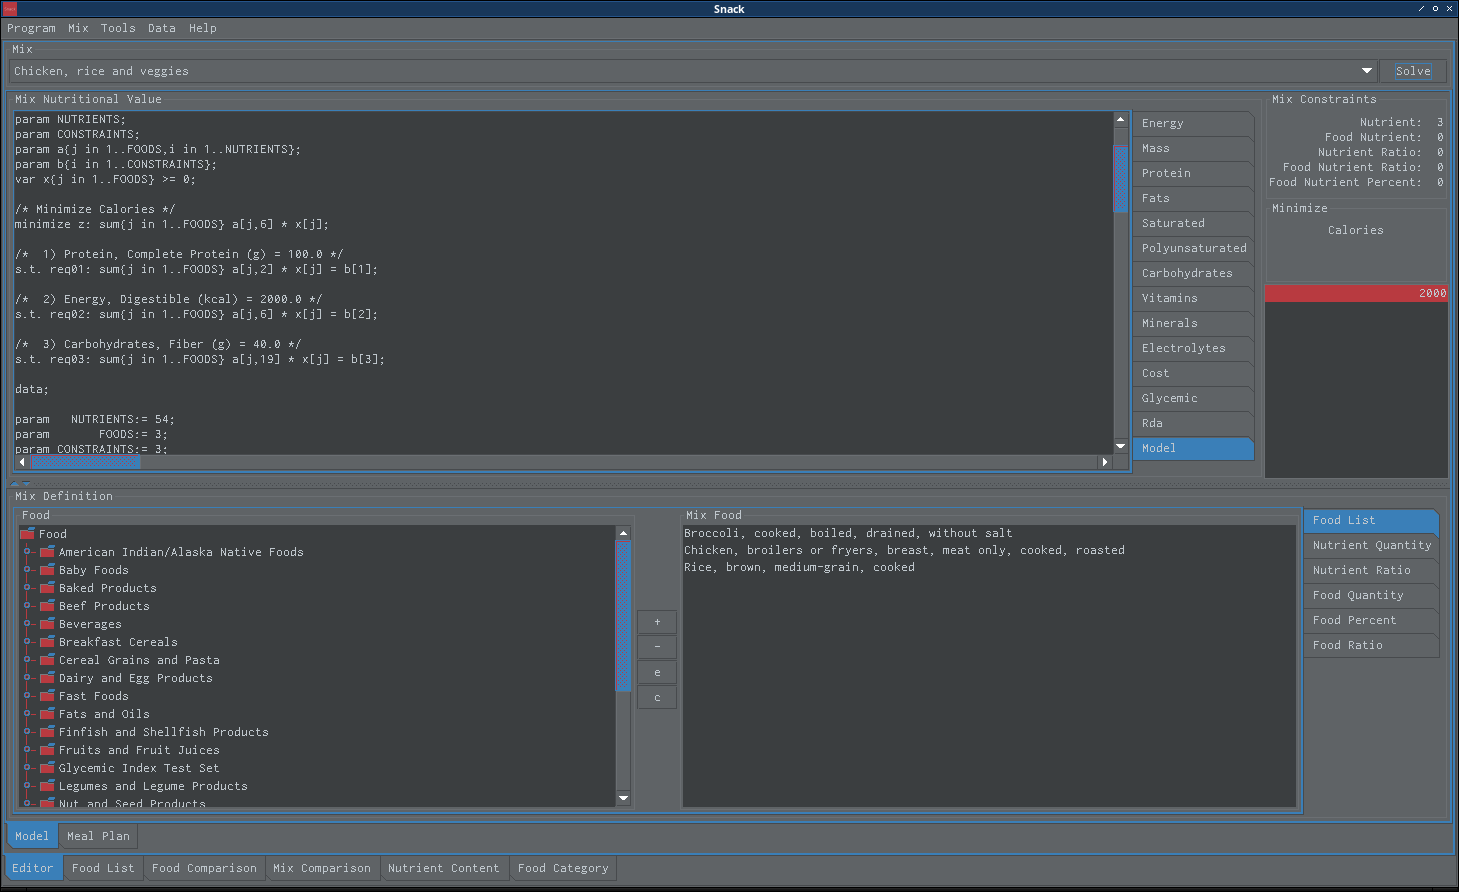 Snack
Program Mix Tools Data Help
Mix
Chicken, rice and veggies
Solve
Mix Nutritional Value
param NUTRIENTS;
param CONSTRAINTS;
param a{j in 1..FOODS,i in 1..NUTRIENTS};
param b{i in 1..CONSTRAINTS};
var x{j in 1..FOODS} >= 0;
/* Minimize Calories */
minimize z: sum{j in 1..FOODS} a[j,6] * x[j];
/*  1) Protein, Complete Protein (g) = 100.0 */
s.t. req01: sum{j in 1..FOODS} a[j,2] * x[j] = b[1];
/*  2) Energy, Digestible (kcal) = 2000.0 */
s.t. req02: sum{j in 1..FOODS} a[j,6] * x[j] = b[2];
/*  3) Carbohydrates, Fiber (g) = 40.0 */
s.t. req03: sum{j in 1..FOODS} a[j,19] * x[j] = b[3];
data;
param   NUTRIENTS:= 54;
param       FOODS:= 3;
param CONSTRAINTS:= 3;
Energy
Mass
Protein
Fats
Saturated
Polyunsaturated
Carbohydrates
Vitamins
Minerals
Electrolytes
Cost
Glycemic
Rda
Model
Mix Constraints
Nutrient: 3
Food Nutrient: 0
Nutrient Ratio: 0
Food Nutrient Ratio: 0
Food Nutrient Percent: 0
Minimize
Calories
2000
Mix Definition
Food
Food
American Indian/Alaska Native Foods
Baby Foods
Baked Products
Beef Products
Beverages
Breakfast Cereals
Cereal Grains and Pasta
Dairy and Egg Products
Fast Foods
Fats and Oils
Finfish and Shellfish Products
Fruits and Fruit Juices
Glycemic Index Test Set
Legumes and Legume Products
Nut and Seed Products
+
-
e
c
Mix Food
Broccoli, cooked, boiled, drained, without salt
Chicken, broilers or fryers, breast, meat only, cooked, roasted
Rice, brown, medium-grain, cooked
Food List
Nutrient Quantity
Nutrient Ratio
Food Quantity
Food Percent
Food Ratio
Model Meal Plan
Editor Food List Food Comparison Mix Comparison Nutrient Content Food Category